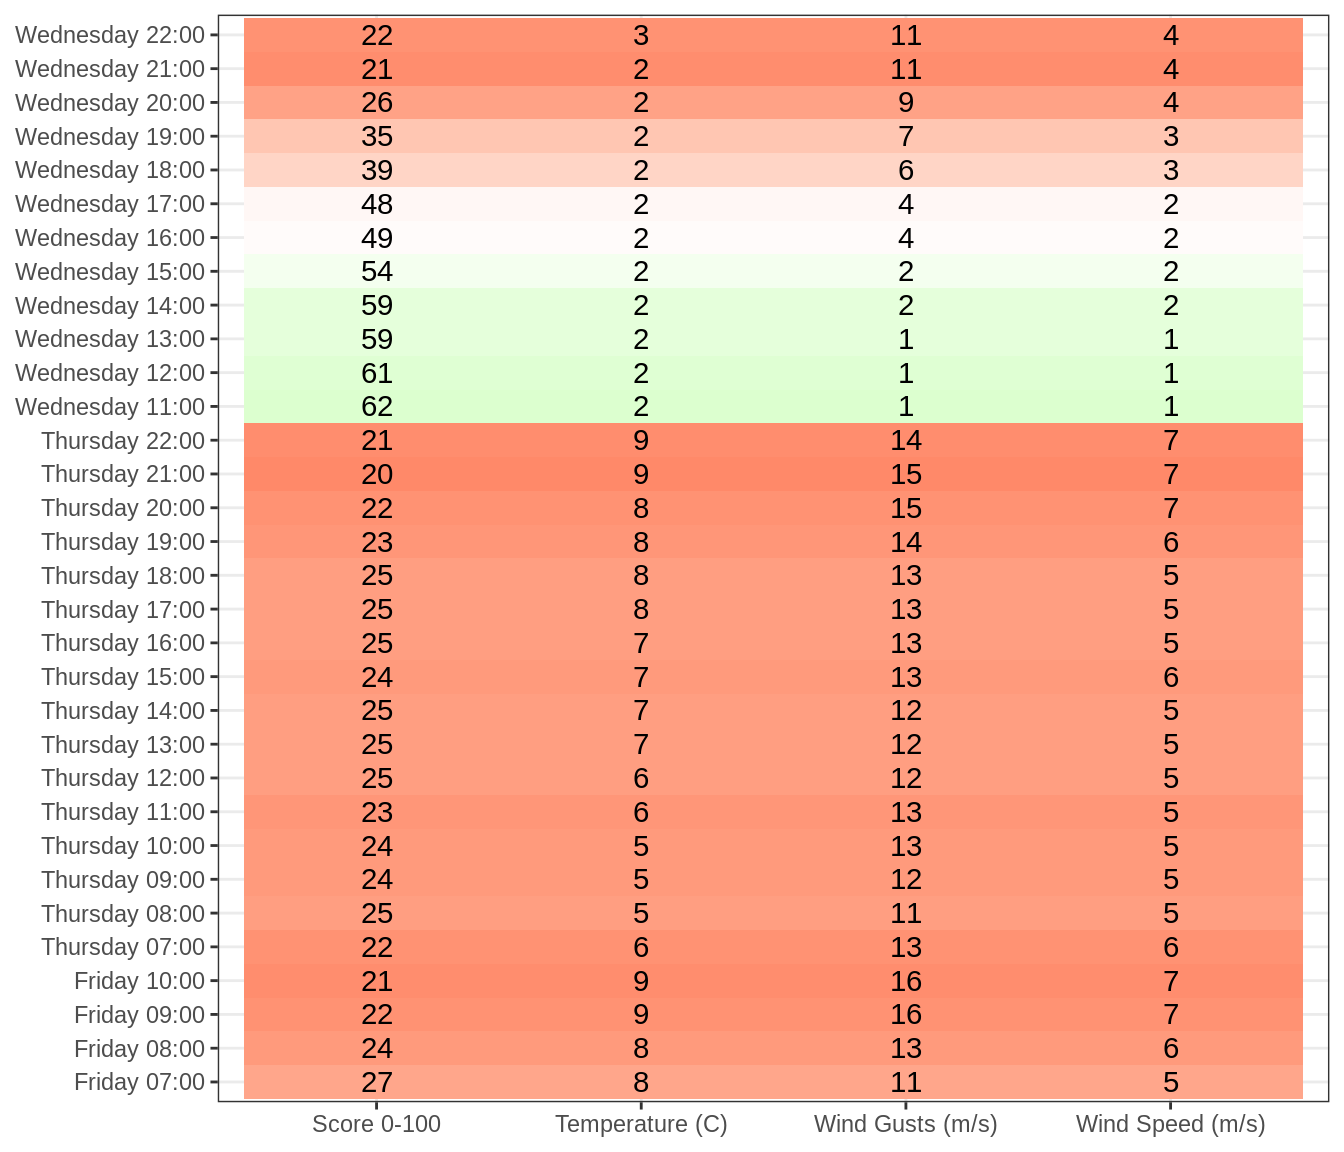 Wednesday 22:00 22 3 11 4
Wednesday 21:00 21 2 11 4
Wednesday 20:00 26 2 9 4
Wednesday 19:00 35 2 7 3
Wednesday 18:00 39 2 6 3
Wednesday 17:00 48 2 4 2
Wednesday 16:00 49 2 4 2
Wednesday 15:00 54 2 2 2
Wednesday 14:00 59 2 2 2
Wednesday 13:00 59 2 1 1
Wednesday 12:00 61 2 1 1
Wednesday 11:00 62 2 1 1
Thursday 22:00 21 9 14 7
Thursday 21:00 20 9 15 7
Thursday 20:00 22 8 15 7
Thursday 19:00 23 8 14 6
Thursday 18:00 25 8 13 5
Thursday 17:00 25 8 13 5
Thursday 16:00 25 7 13 5
Thursday 15:00 24 7 13 6
Thursday 14:00 25 7 12 5
Thursday 13:00 25 7 12 5
Thursday 12:00 25 6 12 5
Thursday 11:00 23 6 13 5
Thursday 10:00 24 5 13 5
Thursday 09:00 24 5 12 5
Thursday 08:00 25 5 11 5
Thursday 07:00 22 6 13 6
Friday 10:00 21 9 16 7
Friday 09:00 22 9 16 7
Friday 08:00 24 8 13 6
Friday 07:00 27 8 11 5
Score 0-100 Temperature (C) Wind Gusts (m/s) Wind Speed (m/s)